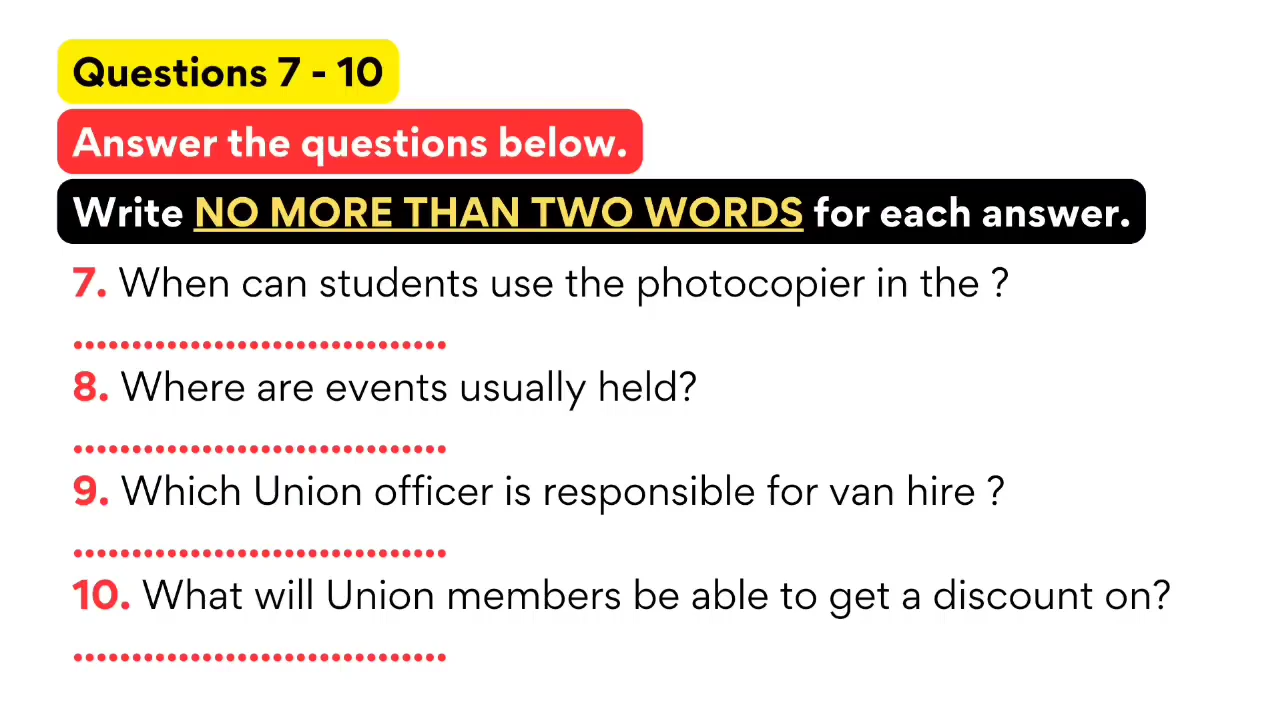 Questions 7 - 10
Answer the questions below.
Write NO MORE THAN TWO WORDS for each answer.
7. When can students use the photocopier in the ?
................................
8. Where are events usually held?
................................
9. Which Union officer is responsible for van hire ?
................................
10. What will Union members be able to get a discount on?
................................